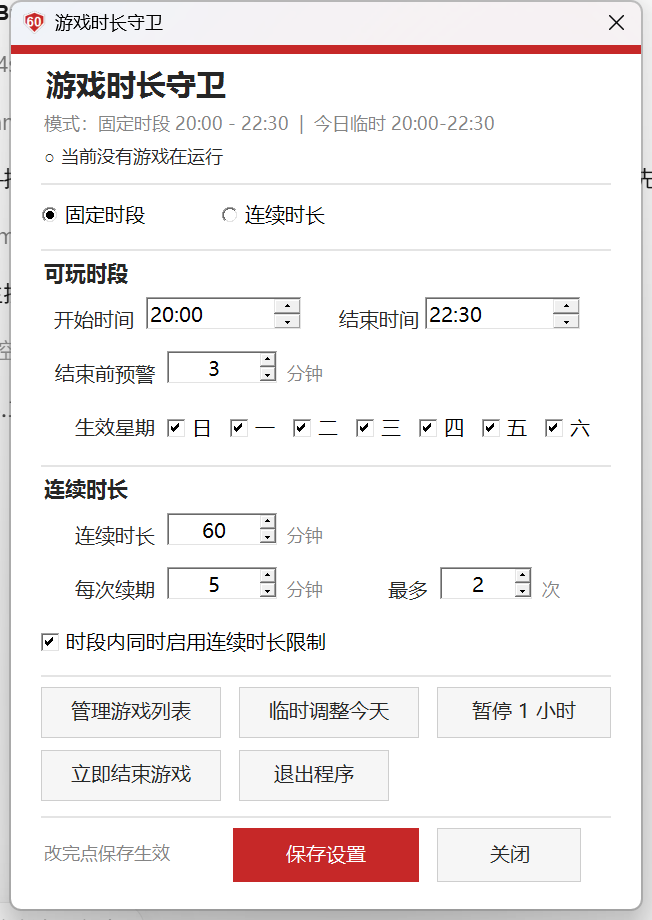 60 游戏时长守卫
游戏时长守卫
模式：固定时段 20:00 - 22:30 | 今日临时 20:00-22:30
○ 当前没有游戏在运行
固定时段 连续时长
可玩时段
开始时间 20:00 结束时间 22:30
结束前预警 3 分钟
生效星期 日 一 二 三 四 五 六
连续时长
连续时长 60 分钟
每次续期 5 分钟 最多 2 次
时段内同时启用连续时长限制
管理游戏列表 临时调整今天 暂停 1 小时
立即结束游戏 退出程序
改完点保存生效 保存设置 关闭